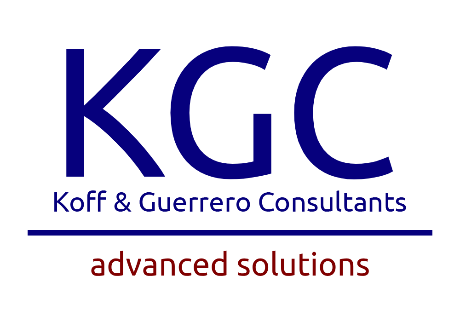 KGC
Koff & Guerrero Consultants
advanced solutions